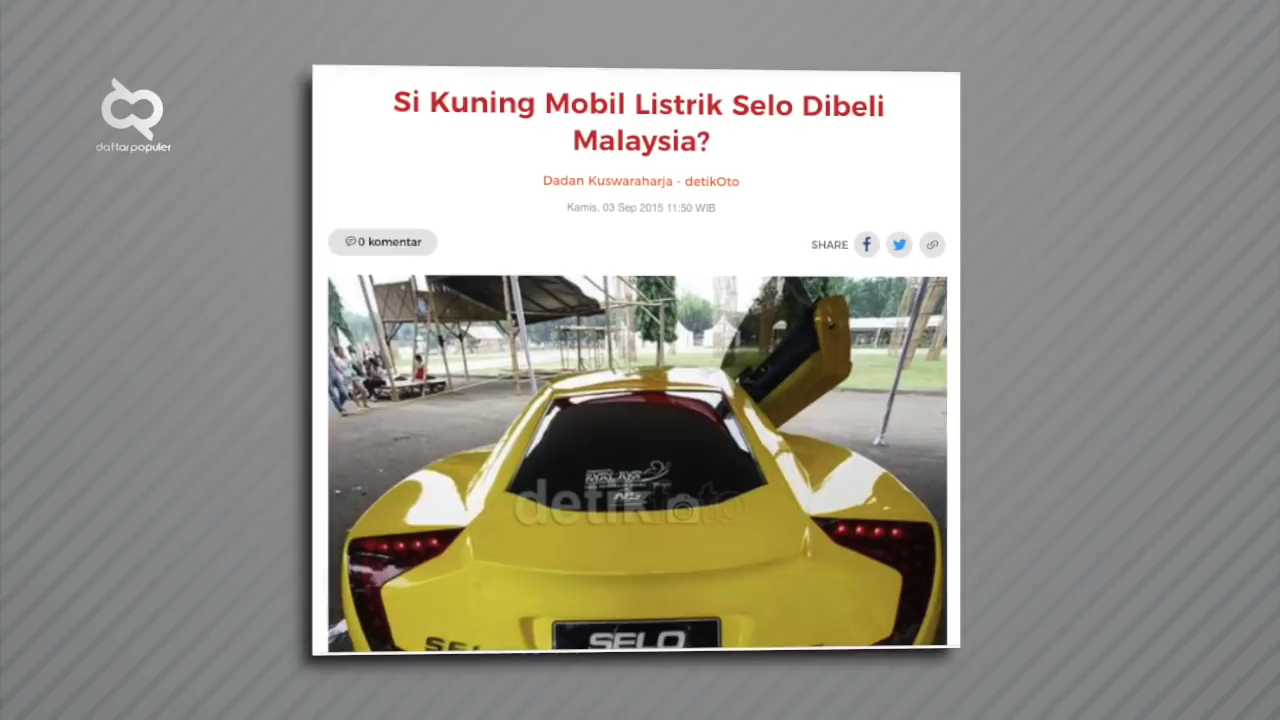 daftarpopuler
Si Kuning Mobil Listrik Selo Dibeli
Malaysia?
Dadan Kuswaraharja - detikOto
Kamis, 03 Sep 2015 11:50 WIB
0 komentar
SHARE
detikOto
SELO